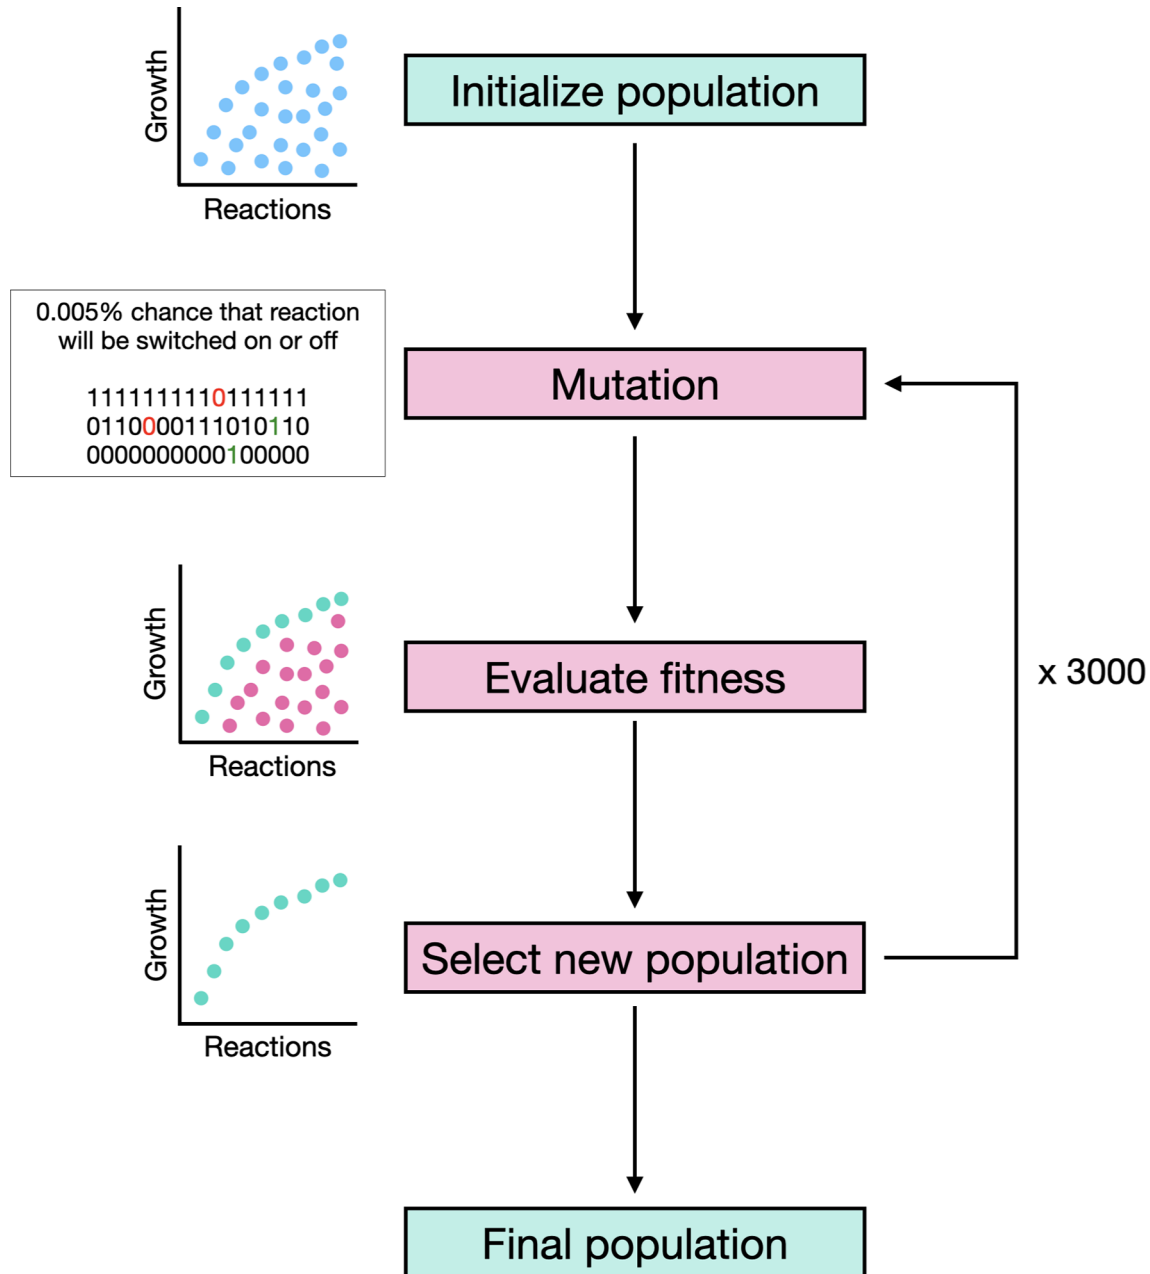 Growth
Reactions
Initialize population
0.005% chance that reaction
will be switched on or off
1111111110111111
0110000111010110
0000000000100000
Mutation
Growth
Reactions
Evaluate fitness
x 3000
Growth
Reactions
Select new population
Final population